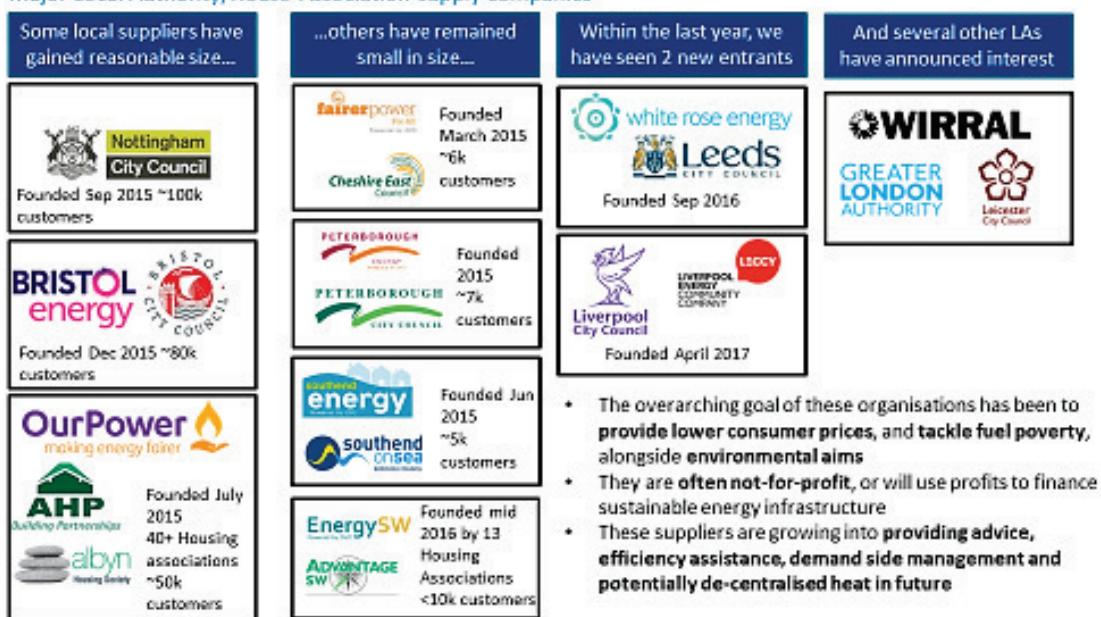 Some local suppliers have
gained reasonable size....
Nottingham
City Council
Founded Sep 2015 ~100k
customers
BRISTOL
energy
BRISTOL
CITY COUNCIL
Founded Dec 2015 ~80k
customers
OurPower
making energy fairer
AHP
Building Partnerships
albyn
Housing Society
Founded July
2015
40+ Housing
associations
~50k
customers
...others have remained
small in size....
fairerpower
Cheshire East
Council
Founded
March 2015
~6k
customers
PETERBOROUGH
ENERGY
PETERBOROUGH
CITY COUNCIL
Founded
2015
~7k
customers
southend
energy
southend
on sea
Founded Jun
2015
~5k
customers
EnergySW
ADVANTAGE
SW
Founded mid
2016 by 13
Housing
Associations
<10k customers
Within the last year, we
have seen 2 new entrants
white rose energy
Leeds
CITY COUNCIL
Founded Sep 2016
Liverpool
City Council
LIVERPOOL
ENERGY
COMMUNITY
COMPANY
LECCY
Founded April 2017
And several other LAs
have announced interest
WIRRAL
GREATER
LONDON
AUTHORITY
Leicester
City Council
• The overarching goal of these organisations has been to
provide lower consumer prices, and tackle fuel poverty,
alongside environmental aims
• They are often not-for-profit, or will use profits to finance
sustainable energy infrastructure
• These suppliers are growing into providing advice,
efficiency assistance, demand side management and
potentially de-centralised heat in future